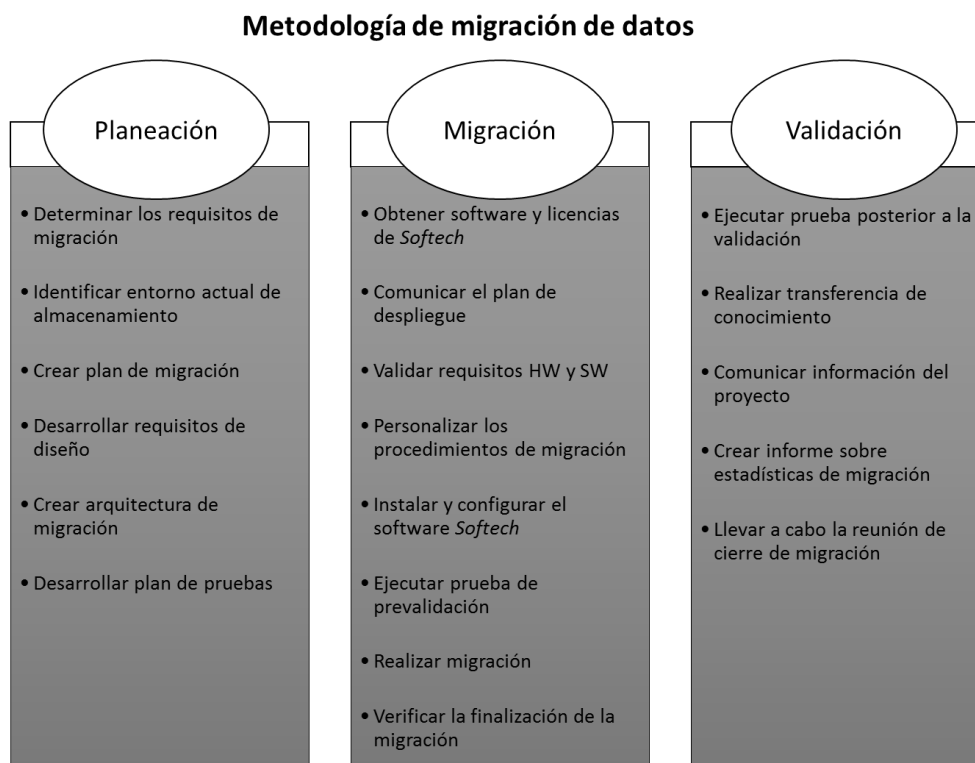 Metodología de migración de datos
Planeación
• Determinar los requisitos de
migración
• Identificar entorno actual de
almacenamiento
• Crear plan de migración
• Desarrollar requisitos de
diseño
• Crear arquitectura de
migración
• Desarrollar plan de pruebas
Migración
• Obtener software y licencias
de Softech
• Comunicar el plan de
despliegue
• Validar requisitos HW y SW
• Personalizar los
procedimientos de migración
• Instalar y configurar el
software Softech
• Ejecutar prueba de
prevalidación
• Realizar migración
• Verificar la finalización de la
migración
Validación
• Ejecutar prueba posterior a la
validación
• Realizar transferencia de
conocimiento
• Comunicar información del
proyecto
• Crear informe sobre
estadísticas de migración
• Llevar a cabo la reunión de
cierre de migración